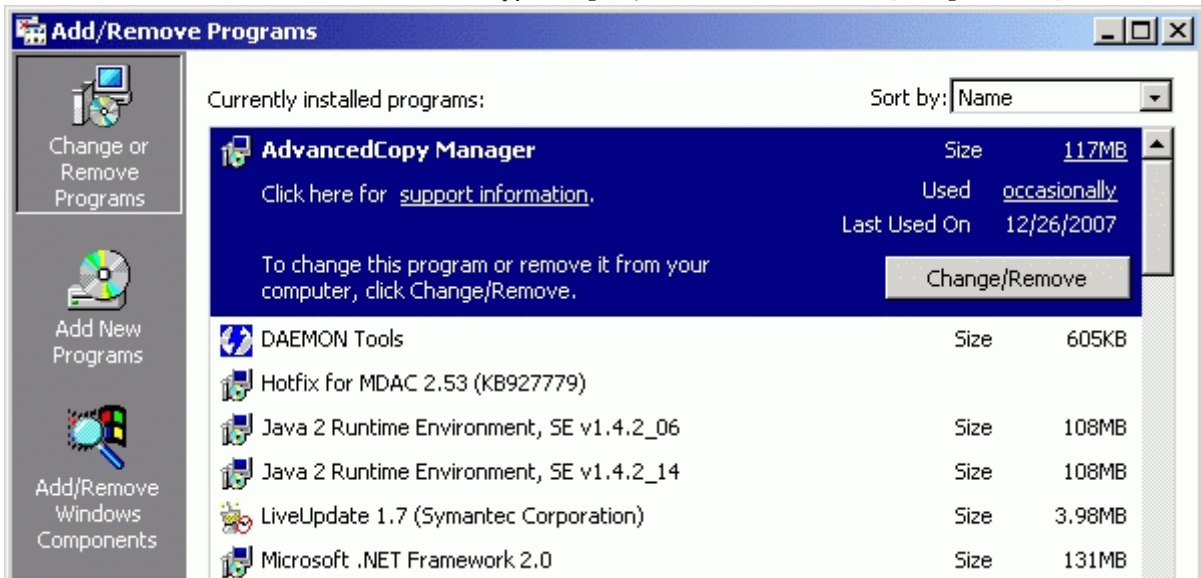 Add/Remove Programs
Change or
Remove
Programs
Add New
Programs
Add/Remove
Windows
Components
Currently installed programs: Sort by: Name
AdvancedCopy Manager Size 117MB
Click here for support information. Used occasionally
Last Used On 12/26/2007
To change this program or remove it from your
computer, click Change/Remove.
Change/Remove
DAEMON Tools Size 605KB
Hotfix for MDAC 2.53 (KB927779)
Java 2 Runtime Environment, SE v1.4.2_06 Size 108MB
Java 2 Runtime Environment, SE v1.4.2_14 Size 108MB
LiveUpdate 1.7 (Symantec Corporation) Size 3.98MB
Microsoft .NET Framework 2.0 Size 131MB